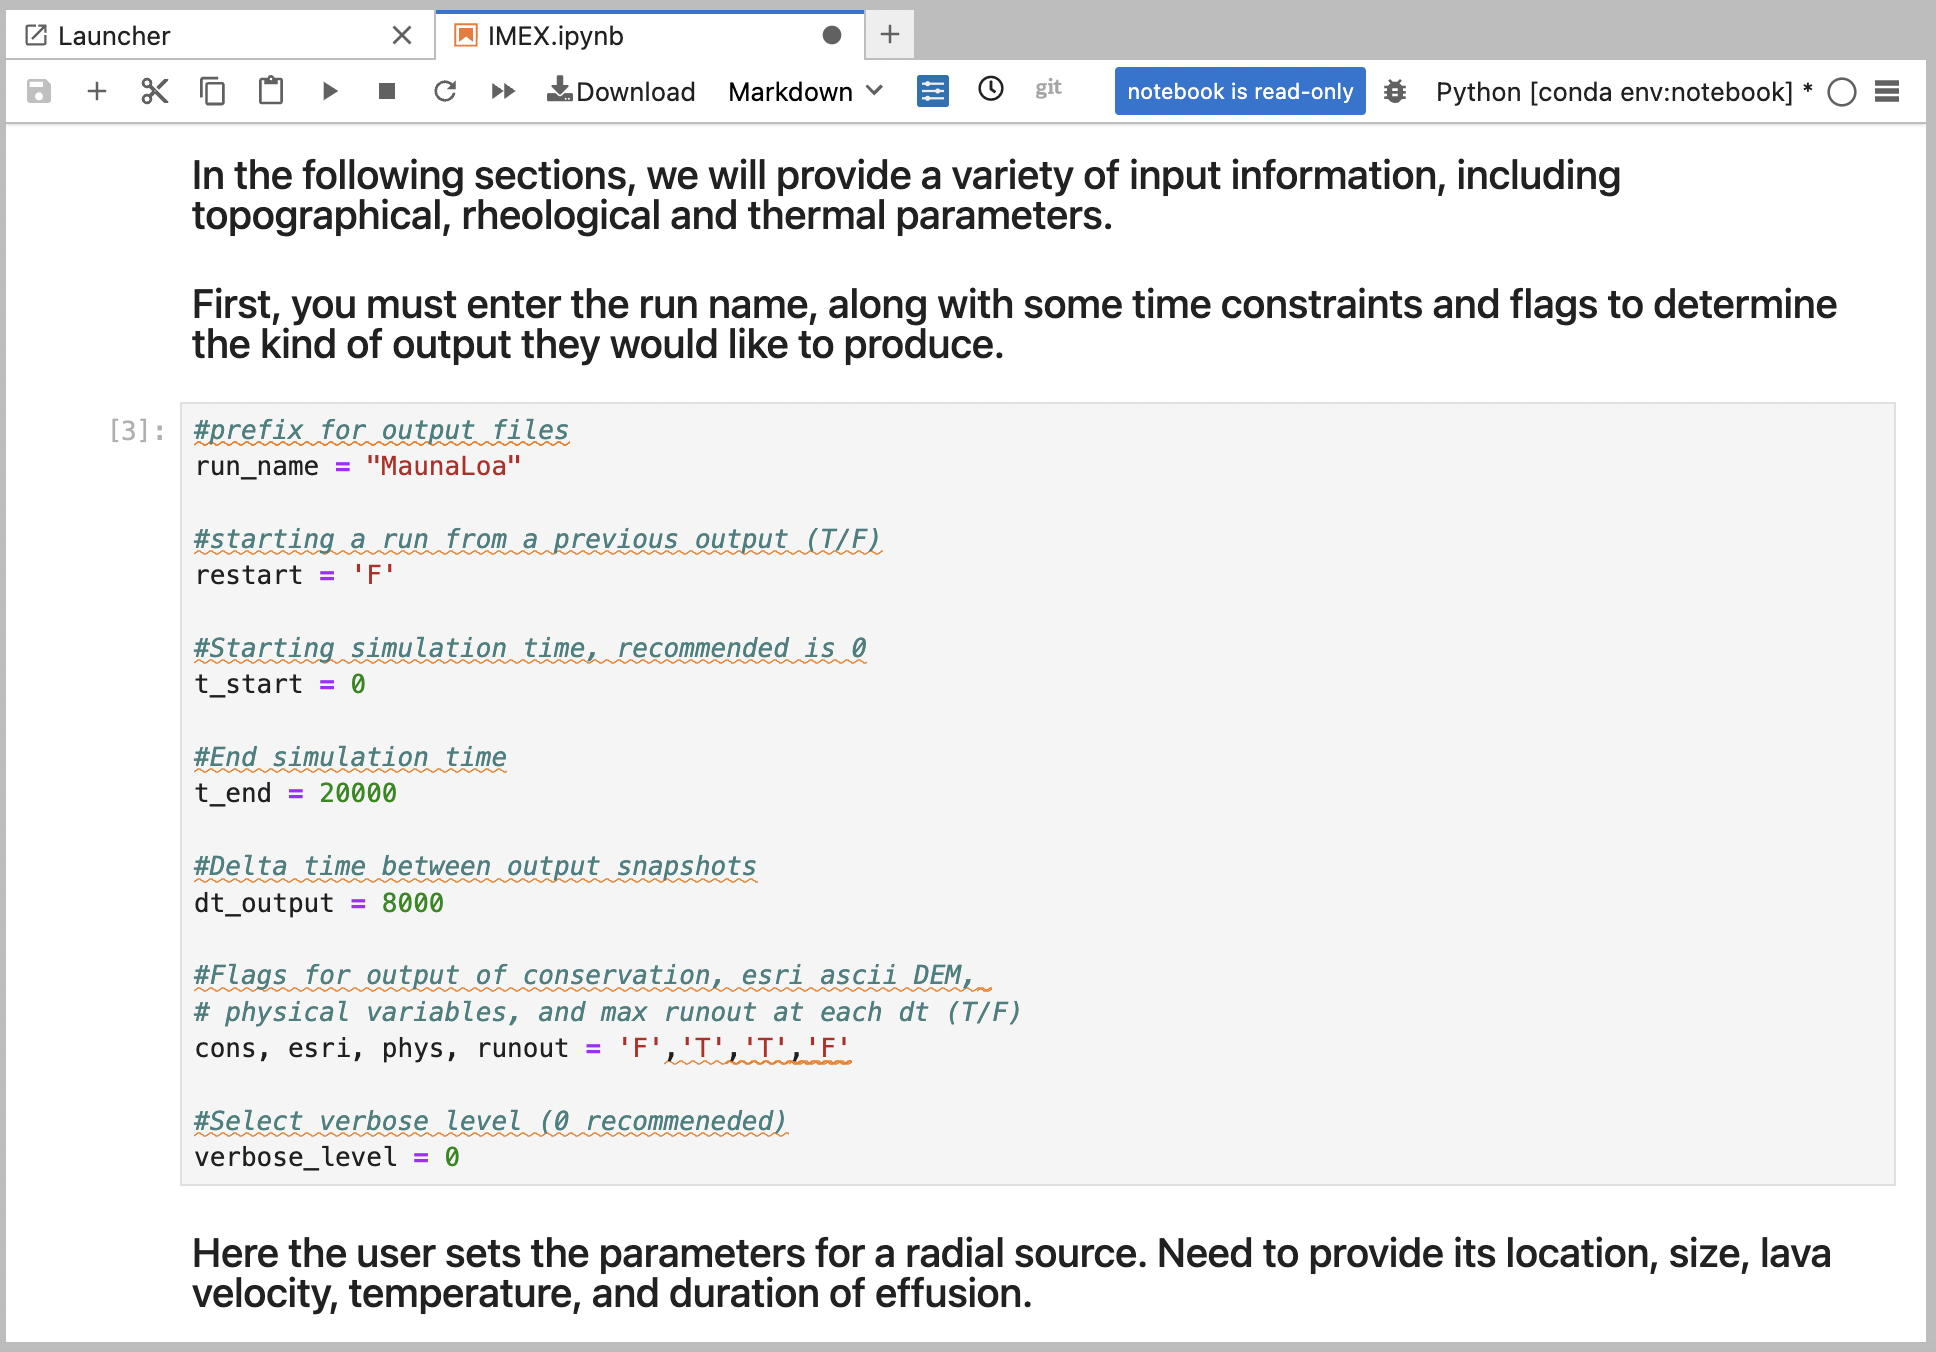 Launcher
IMEX.ipynb
Download Markdown git notebook is read-only Python [conda env:notebook] *
In the following sections, we will provide a variety of input information, including
topographical, rheological and thermal parameters.
First, you must enter the run name, along with some time constraints and flags to determine
the kind of output they would like to produce.
[3]:
#prefix for output files
run_name = "MaunaLoa"
#starting a run from a previous output (T/F)
restart = 'F'
#Starting simulation time, recommended is 0
t_start = 0
#End simulation time
t_end = 20000
#Delta time between output snapshots
dt_output = 8000
#Flags for output of conservation, esri ascii DEM,
# physical variables, and max runout at each dt (T/F)
cons, esri, phys, runout = 'F','T','T','F'
#Select verbose level (0 recommeneded)
verbose_level = 0
Here the user sets the parameters for a radial source. Need to provide its location, size, lava
velocity, temperature, and duration of effusion.